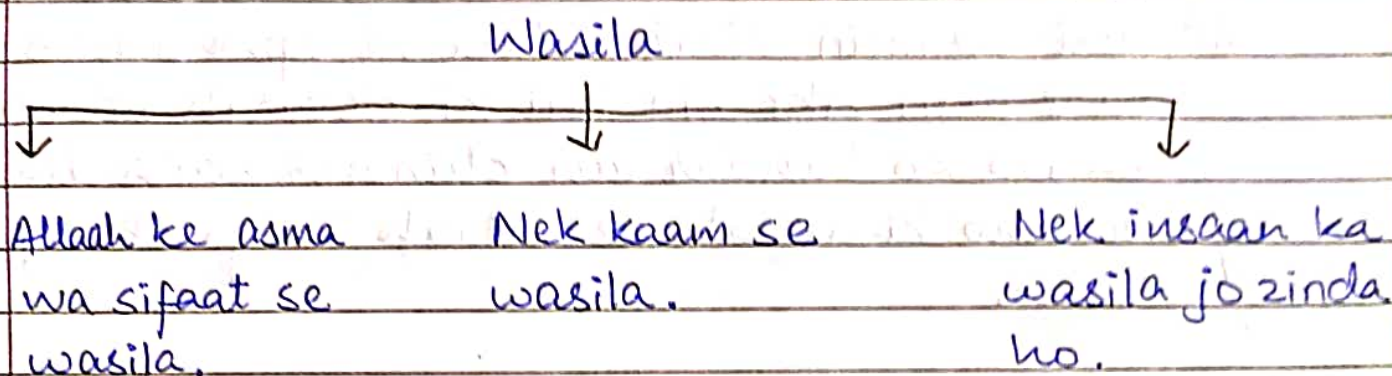 Wasila
Allaah ke asma Nek kaam se Nek insaan ka
wa sifaat se wasila. wasila jo zinda
wasila. ho.